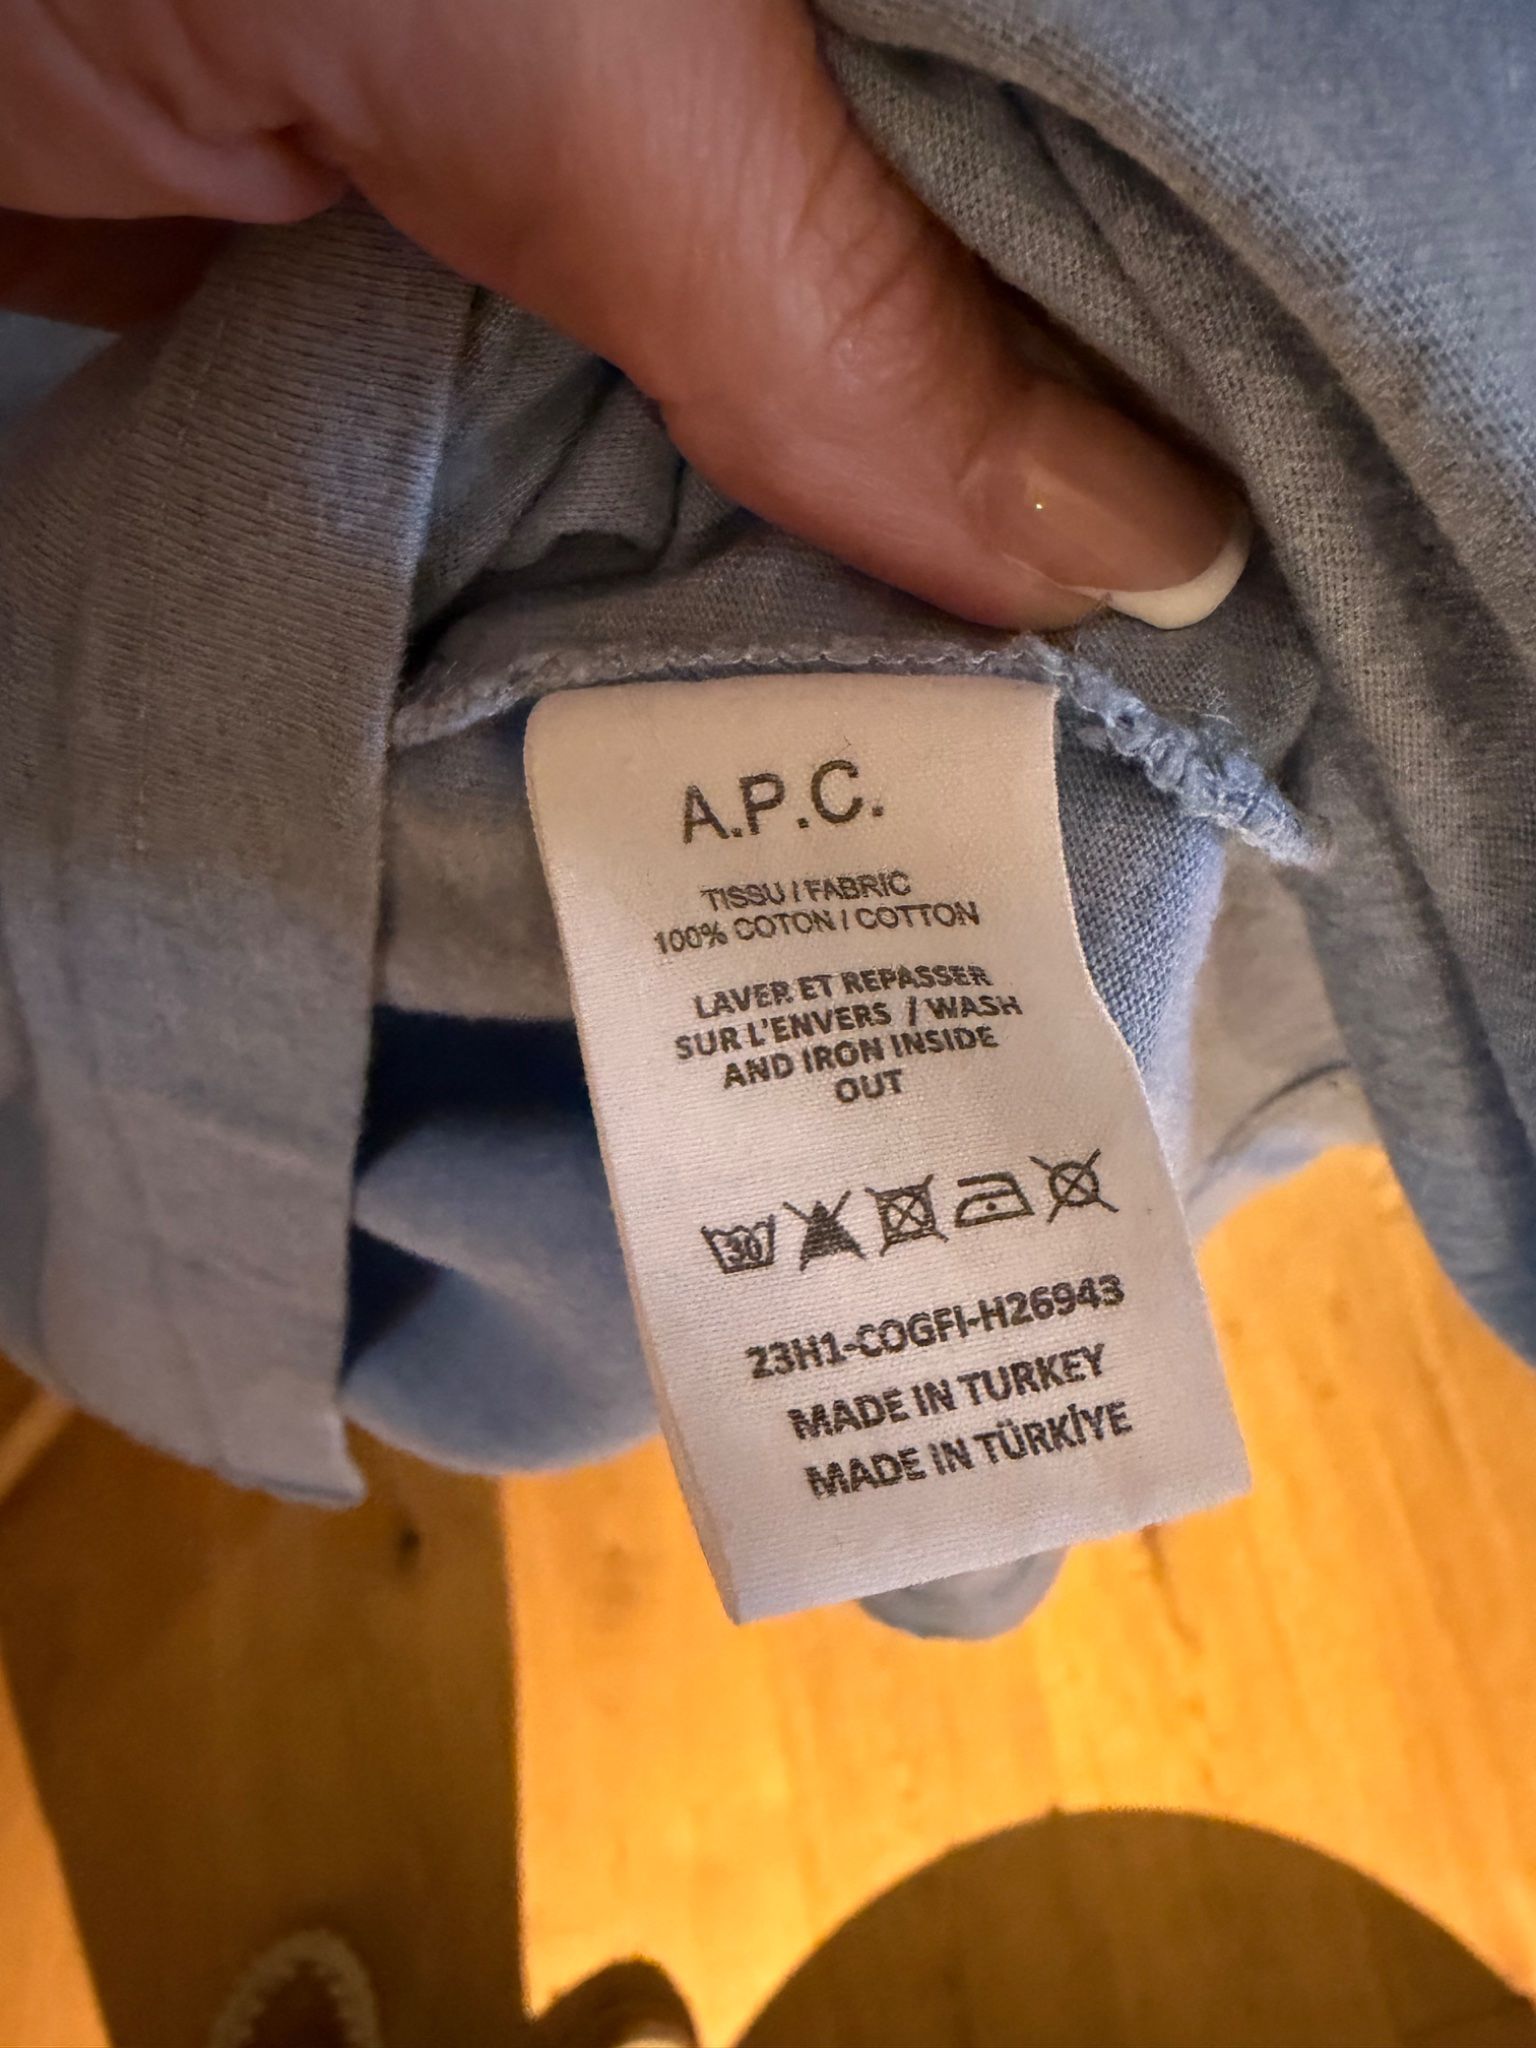 A.P.C.
TISSU / FABRIC
100% COTON / COTTON
LAVER ET REPASSER
SUR L'ENVERS / WASH
AND IRON INSIDE
OUT
30
23H1-COGFI-H26943
MADE IN TURKEY
MADE IN TÜRKİYE